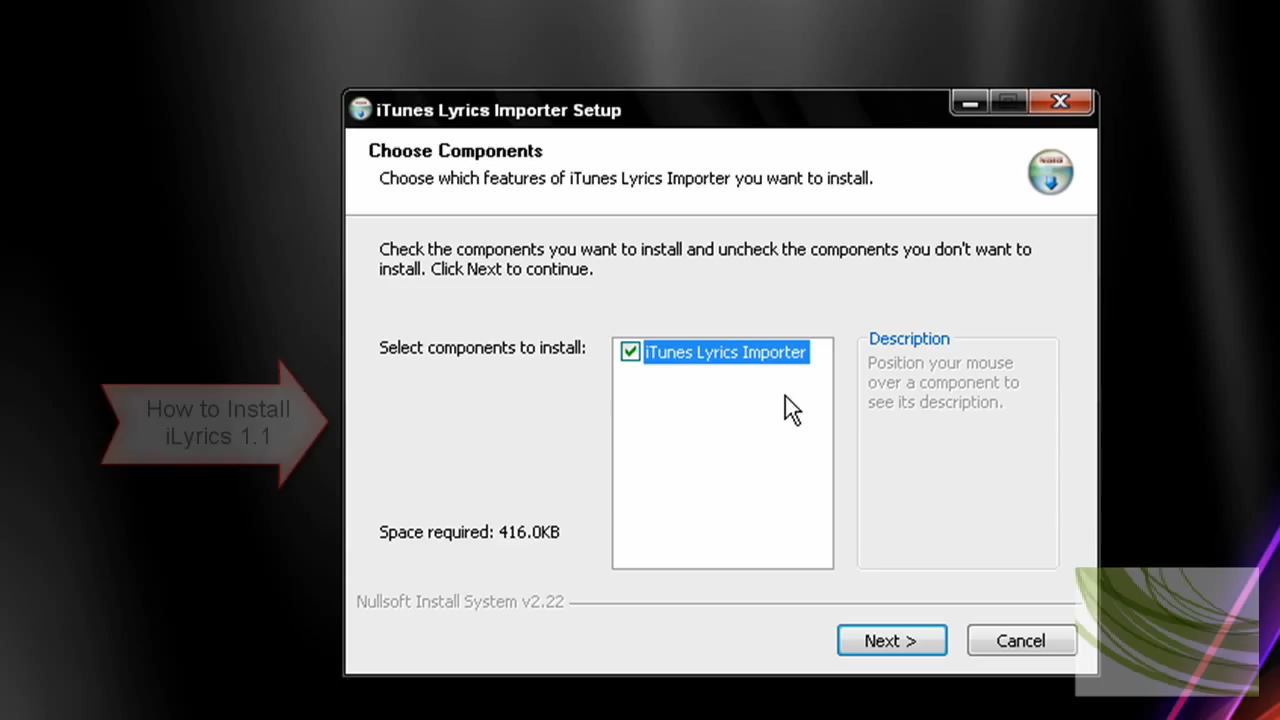 iTunes Lyrics Importer Setup
Choose Components
Choose which features of iTunes Lyrics Importer you want to install.
Check the components you want to install and uncheck the components you don't want to
install. Click Next to continue.
Select components to install:
iTunes Lyrics Importer
Description
Position your mouse
over a component to
see its description.
How to Install
iLyrics 1.1
Space required: 416.0KB
Nullsoft Install System v2.22
Next >
Cancel